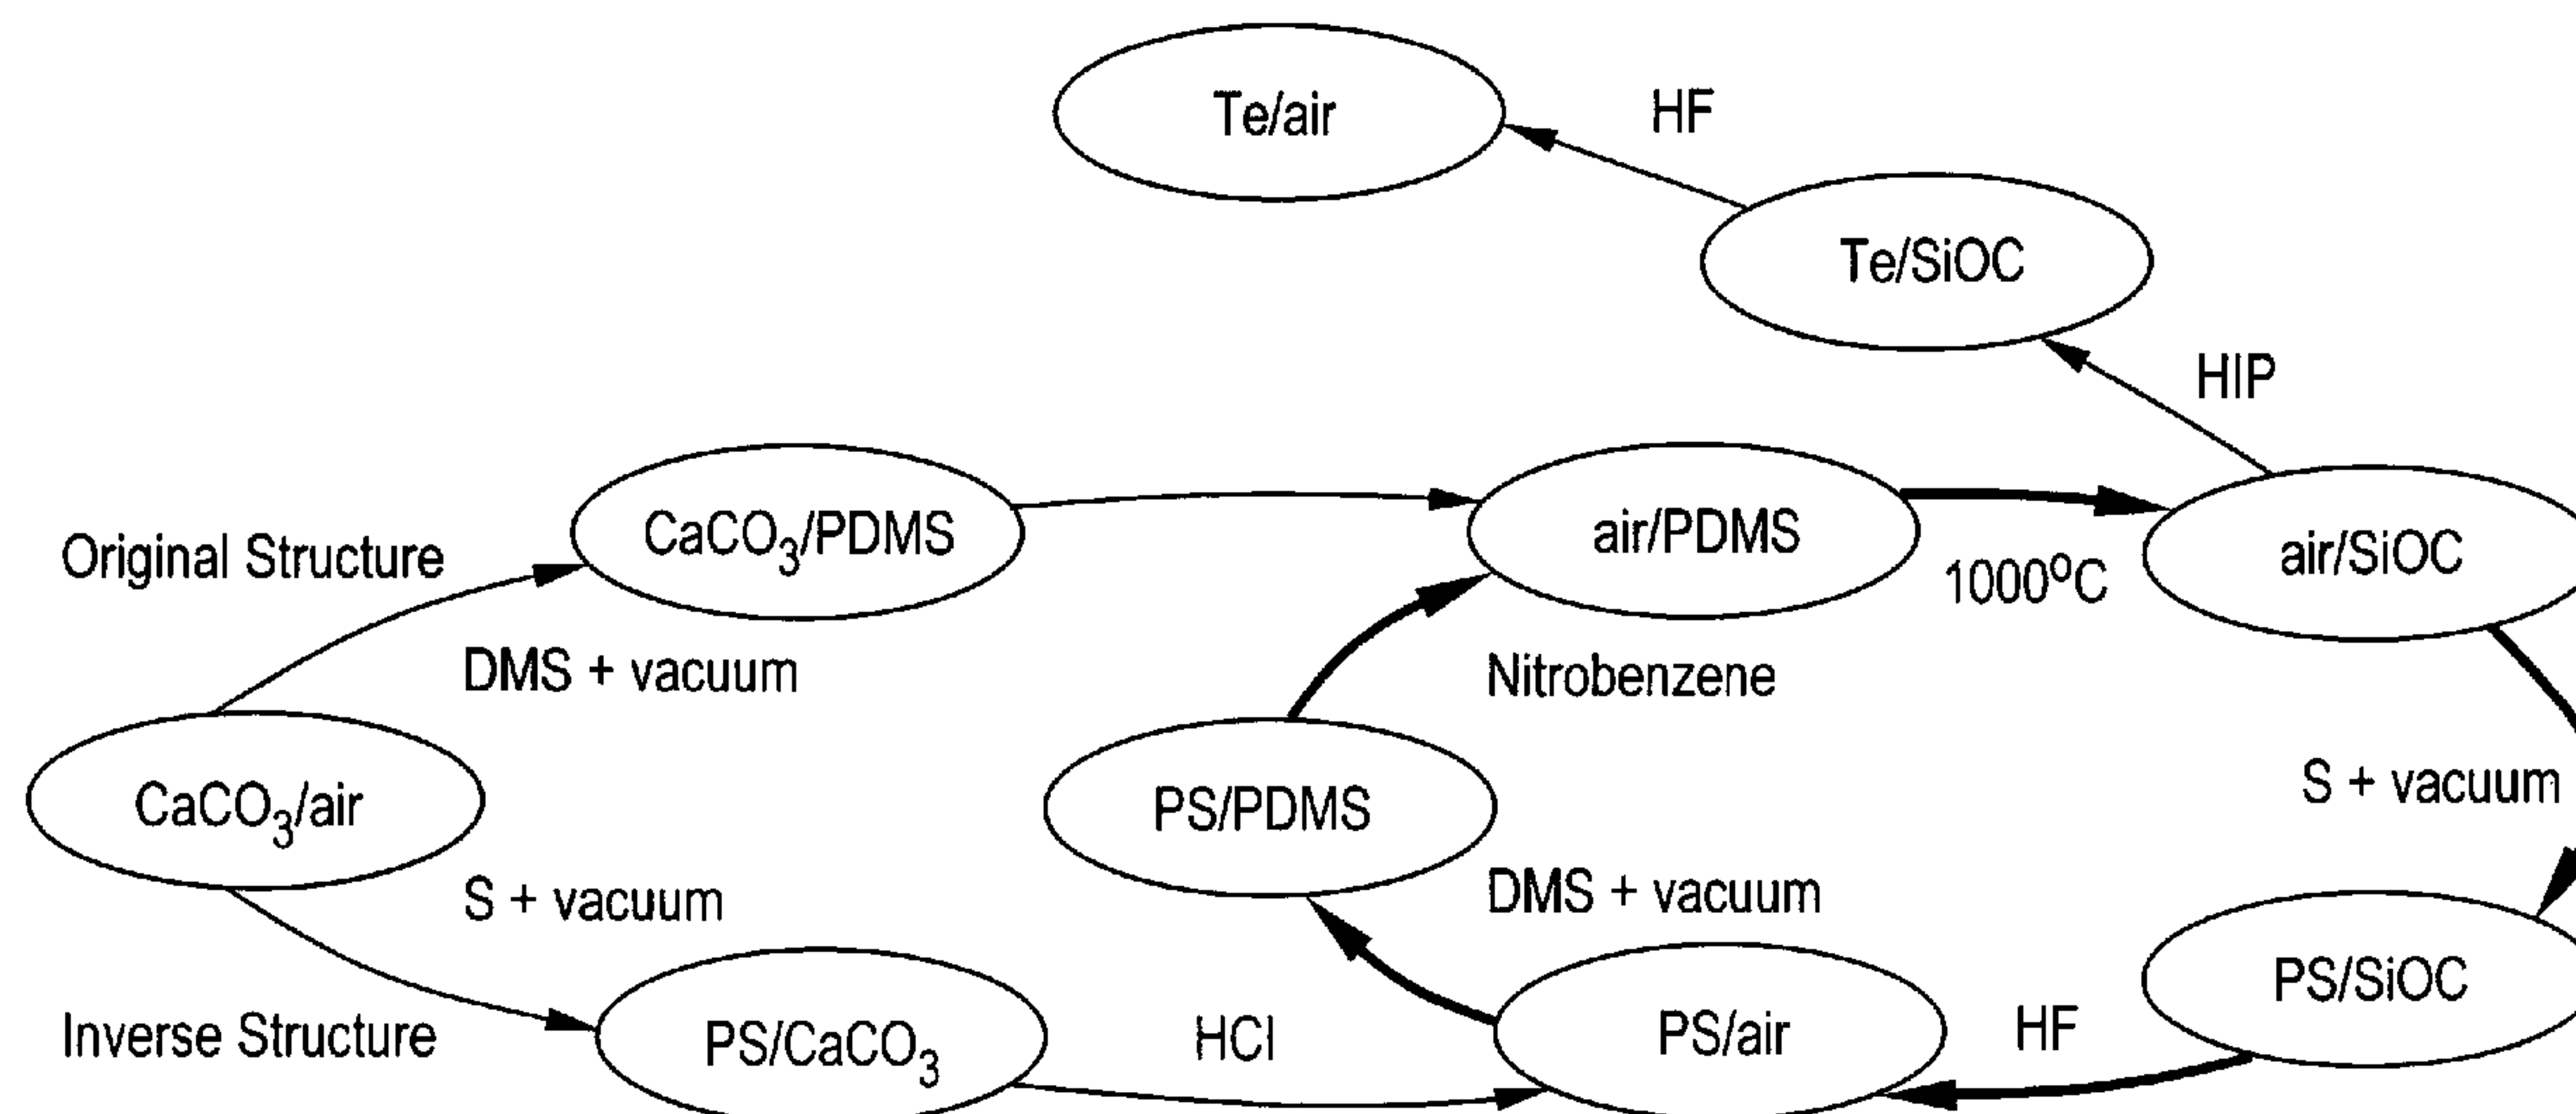 Te/air
HF
Te/SiOC
HIP
Original Structure
CaCO₃/PDMS
air/PDMS
1000ºC
air/SiOC
DMS + vacuum
Nitrobenzene
CaCO₃/air
PS/PDMS
S + vacuum
S + vacuum
DMS + vacuum
Inverse Structure
PS/CaCO₃
HCl
PS/air
HF
PS/SiOC